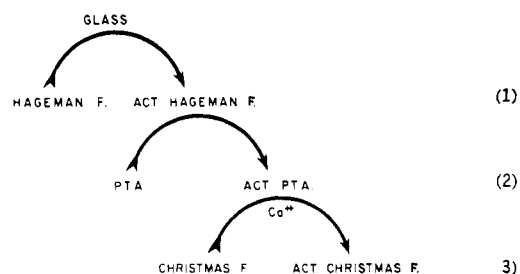 GLASS
HAGEMAN F. ACT HAGEMAN F. (1)
PTA ACT PTA. (2)
Ca++
CHRISTMAS F ACT CHRISTMAS F. 3)